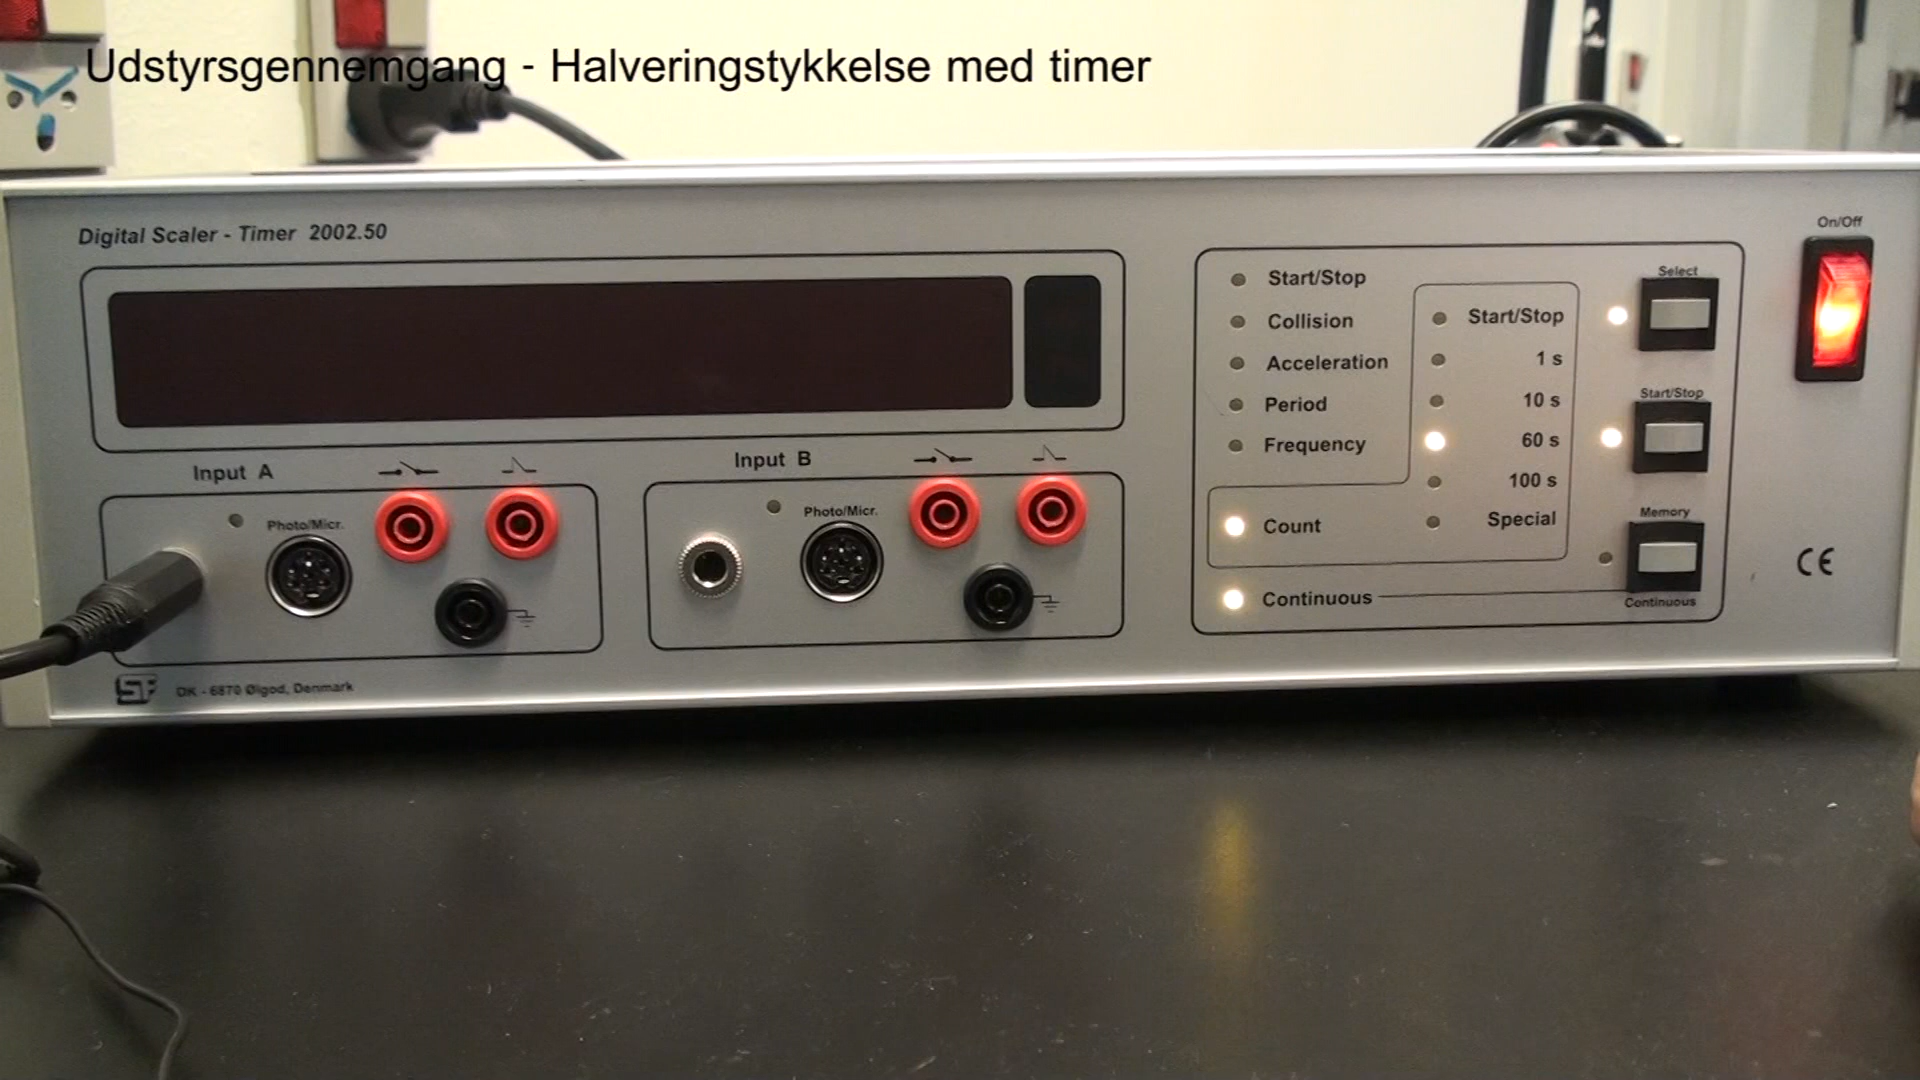 Udstyrsgennemgang - Halveringstykkelse med timer
Digital Scaler - Timer 2002.50
On/Off
Start/Stop
Collision
Acceleration
Period
Frequency
Count
Continuous
Start/Stop
1 s
10 s
60 s
100 s
Special
Select
Start/Stop
Memory
Continuous
Input A
Photo/Micr.
Input B
Photo/Micr.
CE
SF DK - 6870 Ølgod, Denmark